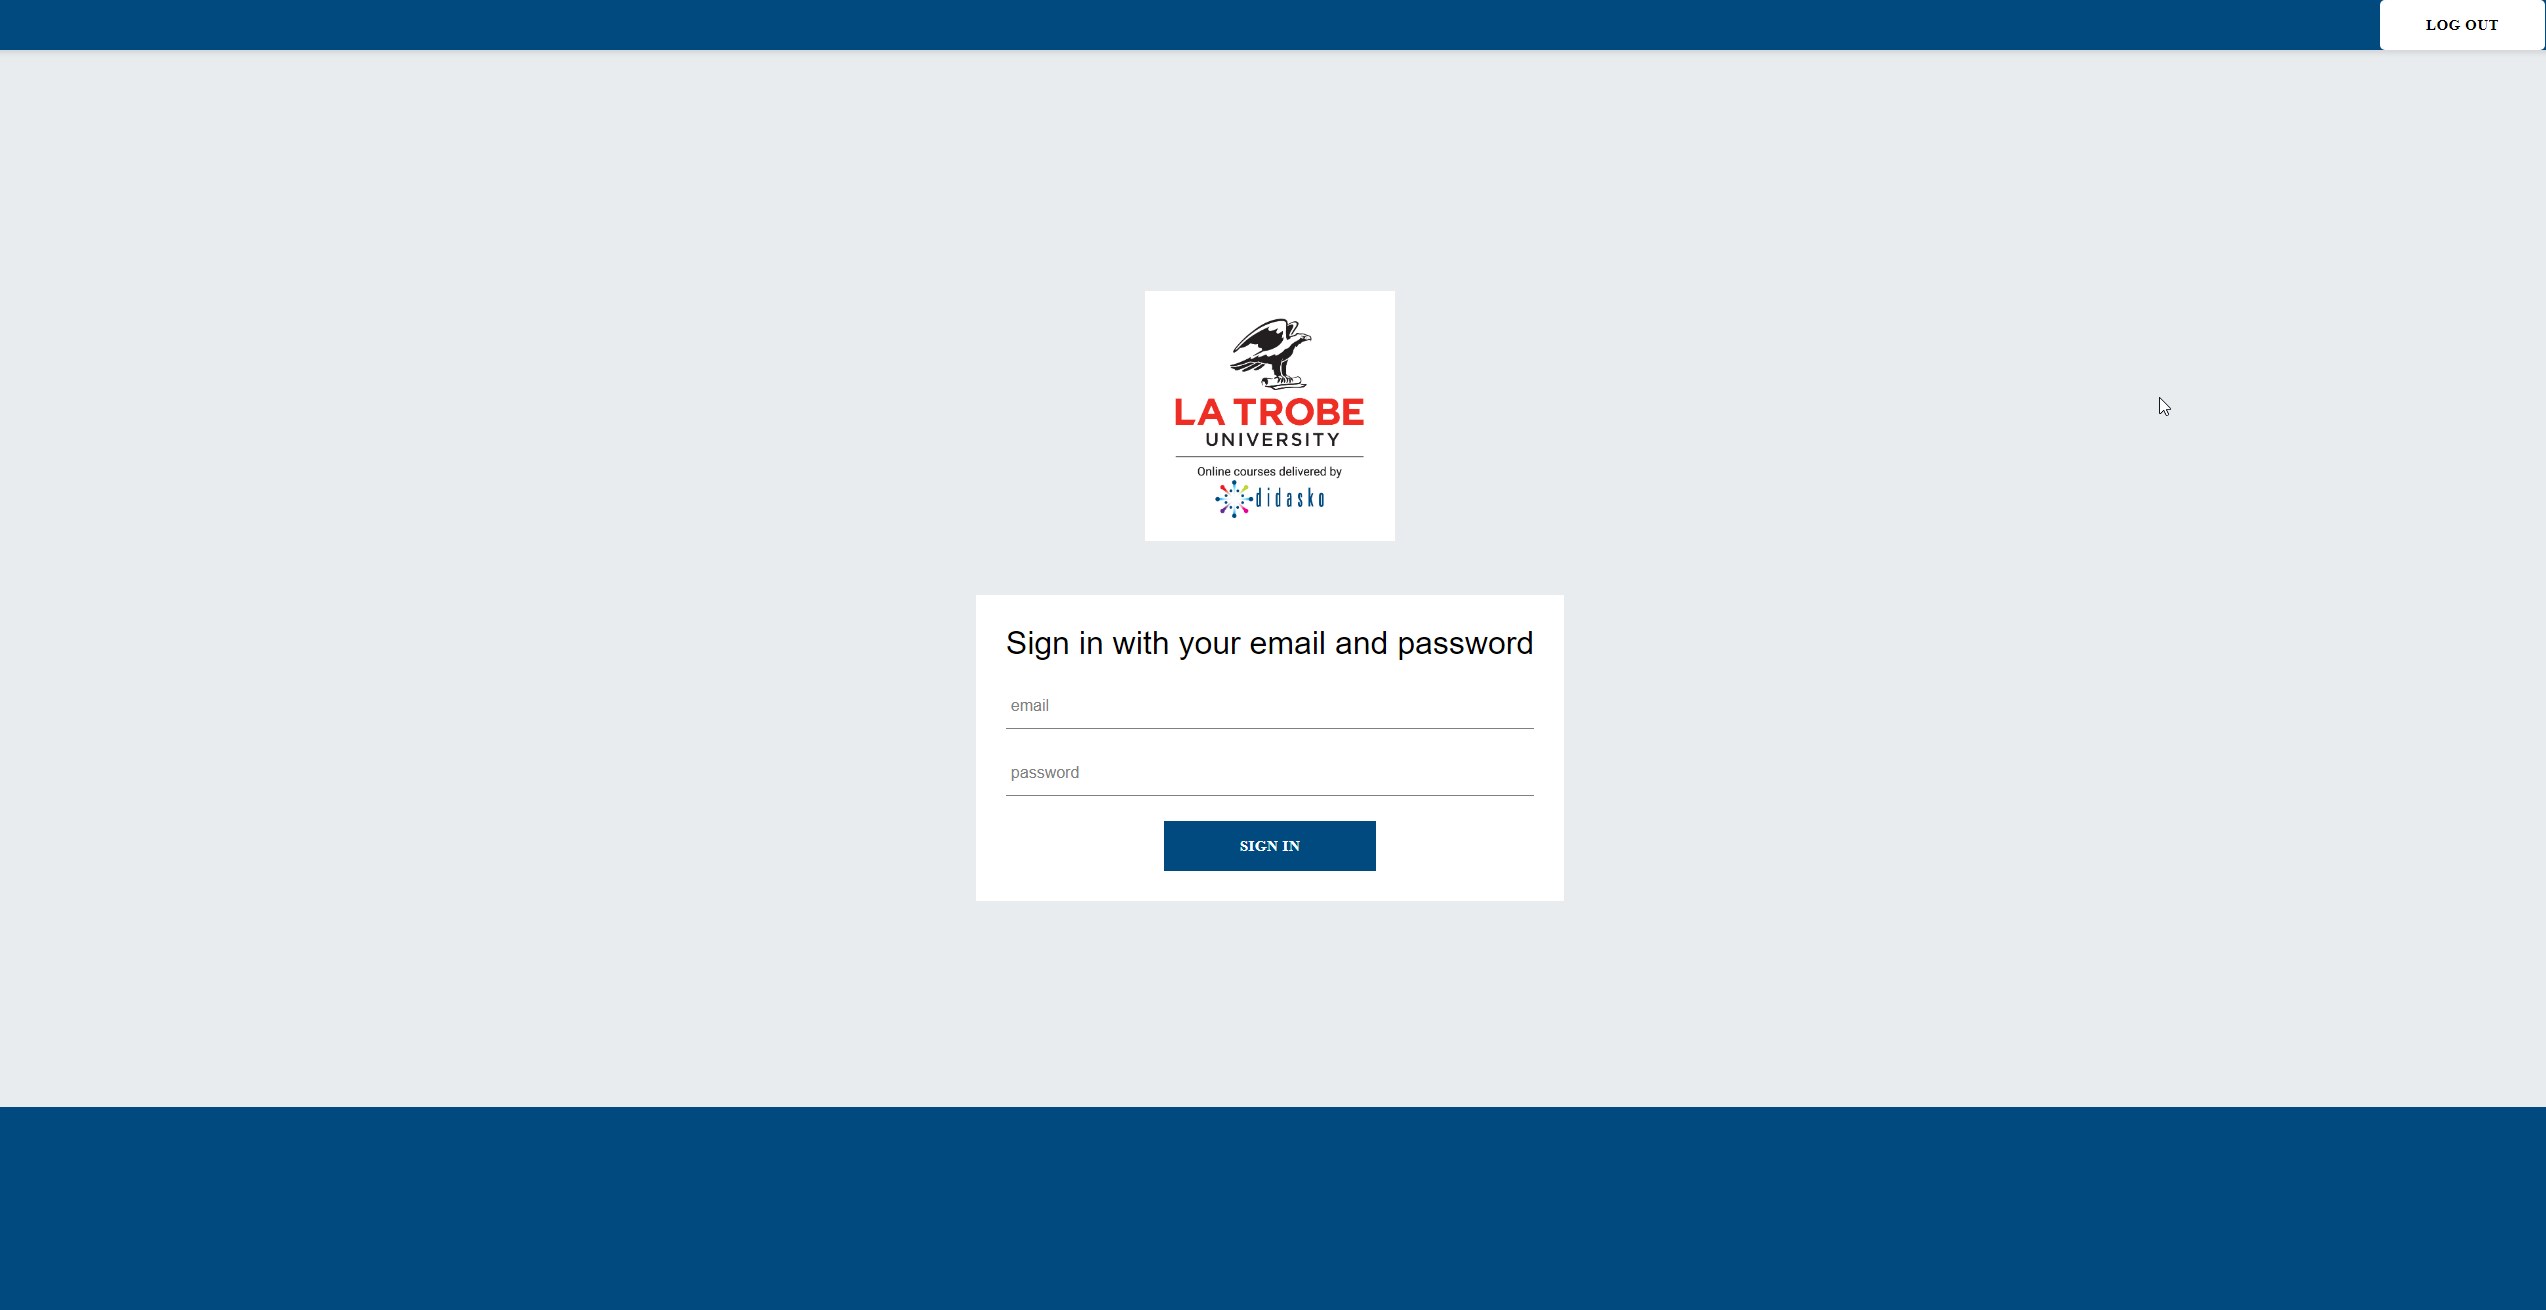 LOG OUT
LA TROBE
UNIVERSITY
Online courses delivered by
didasko
Sign in with your email and password
email
password
SIGN IN